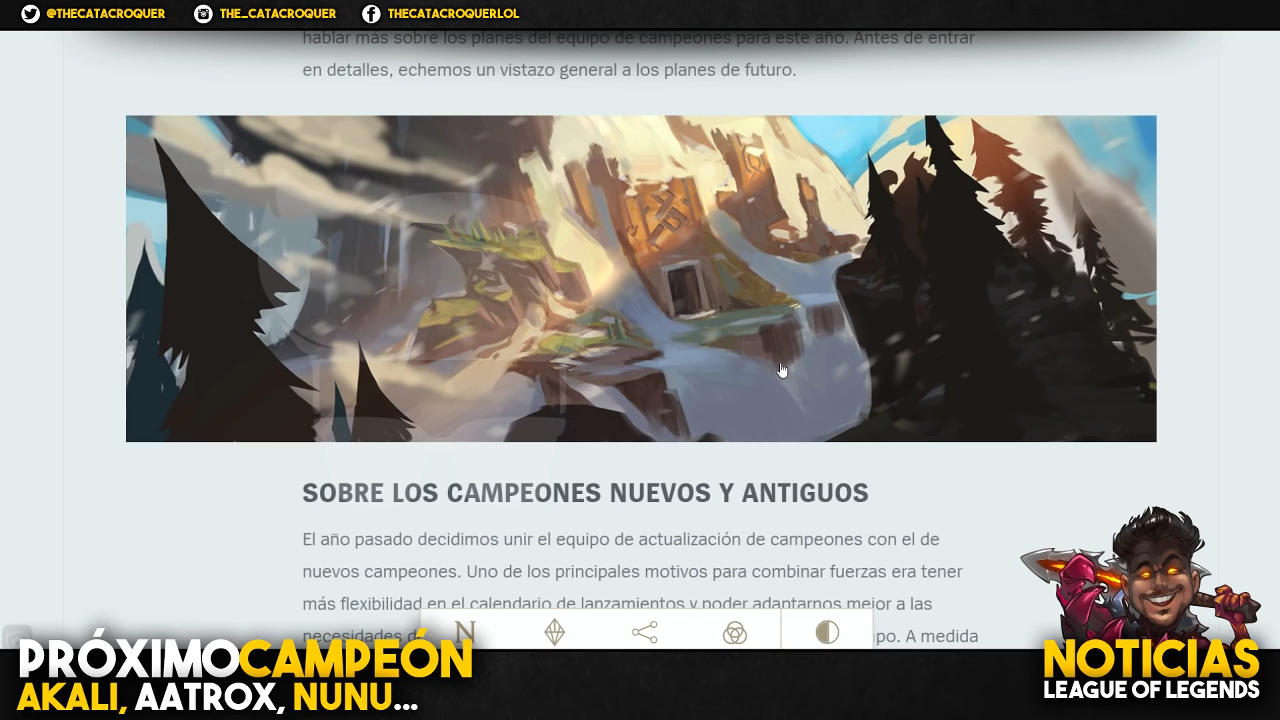 @THECATACROQUER THE_CATACROQUER THECATACROQUERLOL
hablar más sobre los planes del equipo de campeones para este año. Antes de entrar
en detalles, echemos un vistazo general a los planes de futuro.
SOBRE LOS CAMPEONES NUEVOS Y ANTIGUOS
El año pasado decidimos unir el equipo de actualización de campeones con el de
nuevos campeones. Uno de los principales motivos para combinar fuerzas era tener
más flexibilidad en el calendario de lanzamientos y poder adaptarnos mejor a las
necesidades d po. A medida
N
PRÓXIMOCAMPEÓN
AKALI, AATROX, NUNU...
NOTICIAS
LEAGUE OF LEGENDS